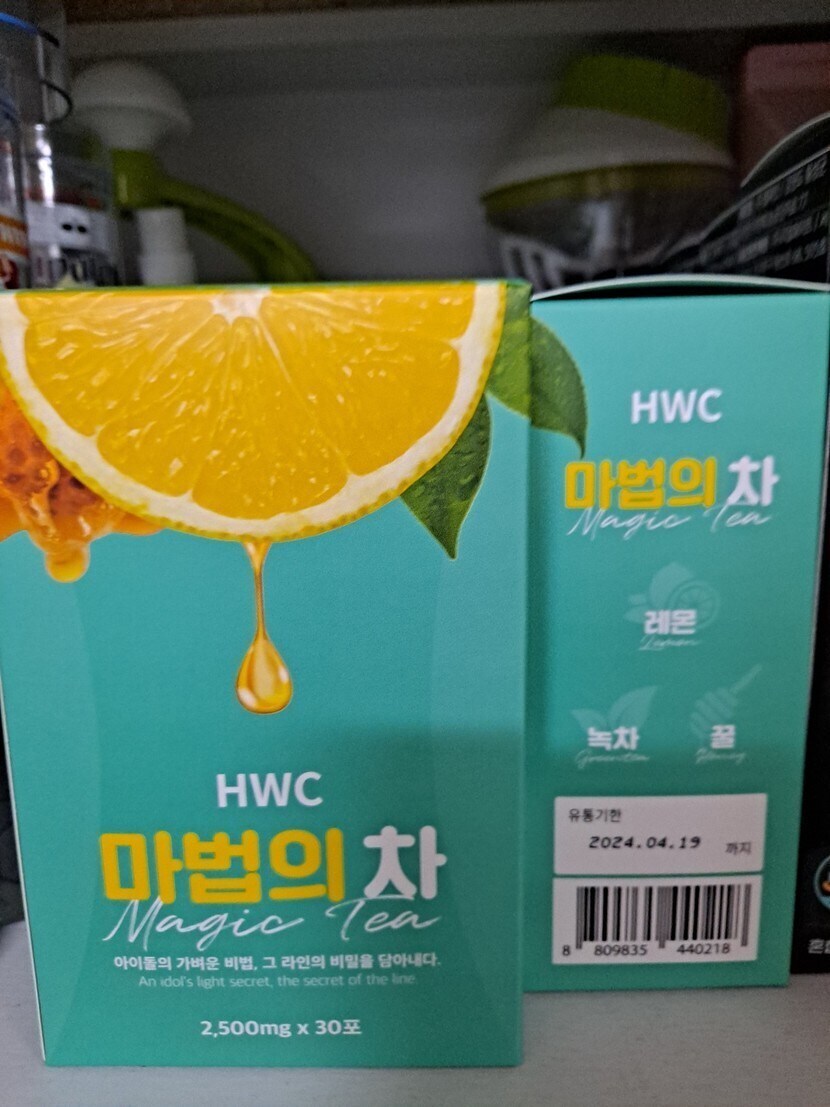 HWC
마법의 차
Magic Tea
아이돌의 가벼운 비법, 그 라인의 비밀을 담아내다.
An idol's light secret, the secret of the line.
2,500mg x 30포
HWC
마법의 차
Magic Tea
레몬
Lemon
녹차
Greentea
꿀
Honey
유통기한
2024.04.19 까지
8 809835 440218